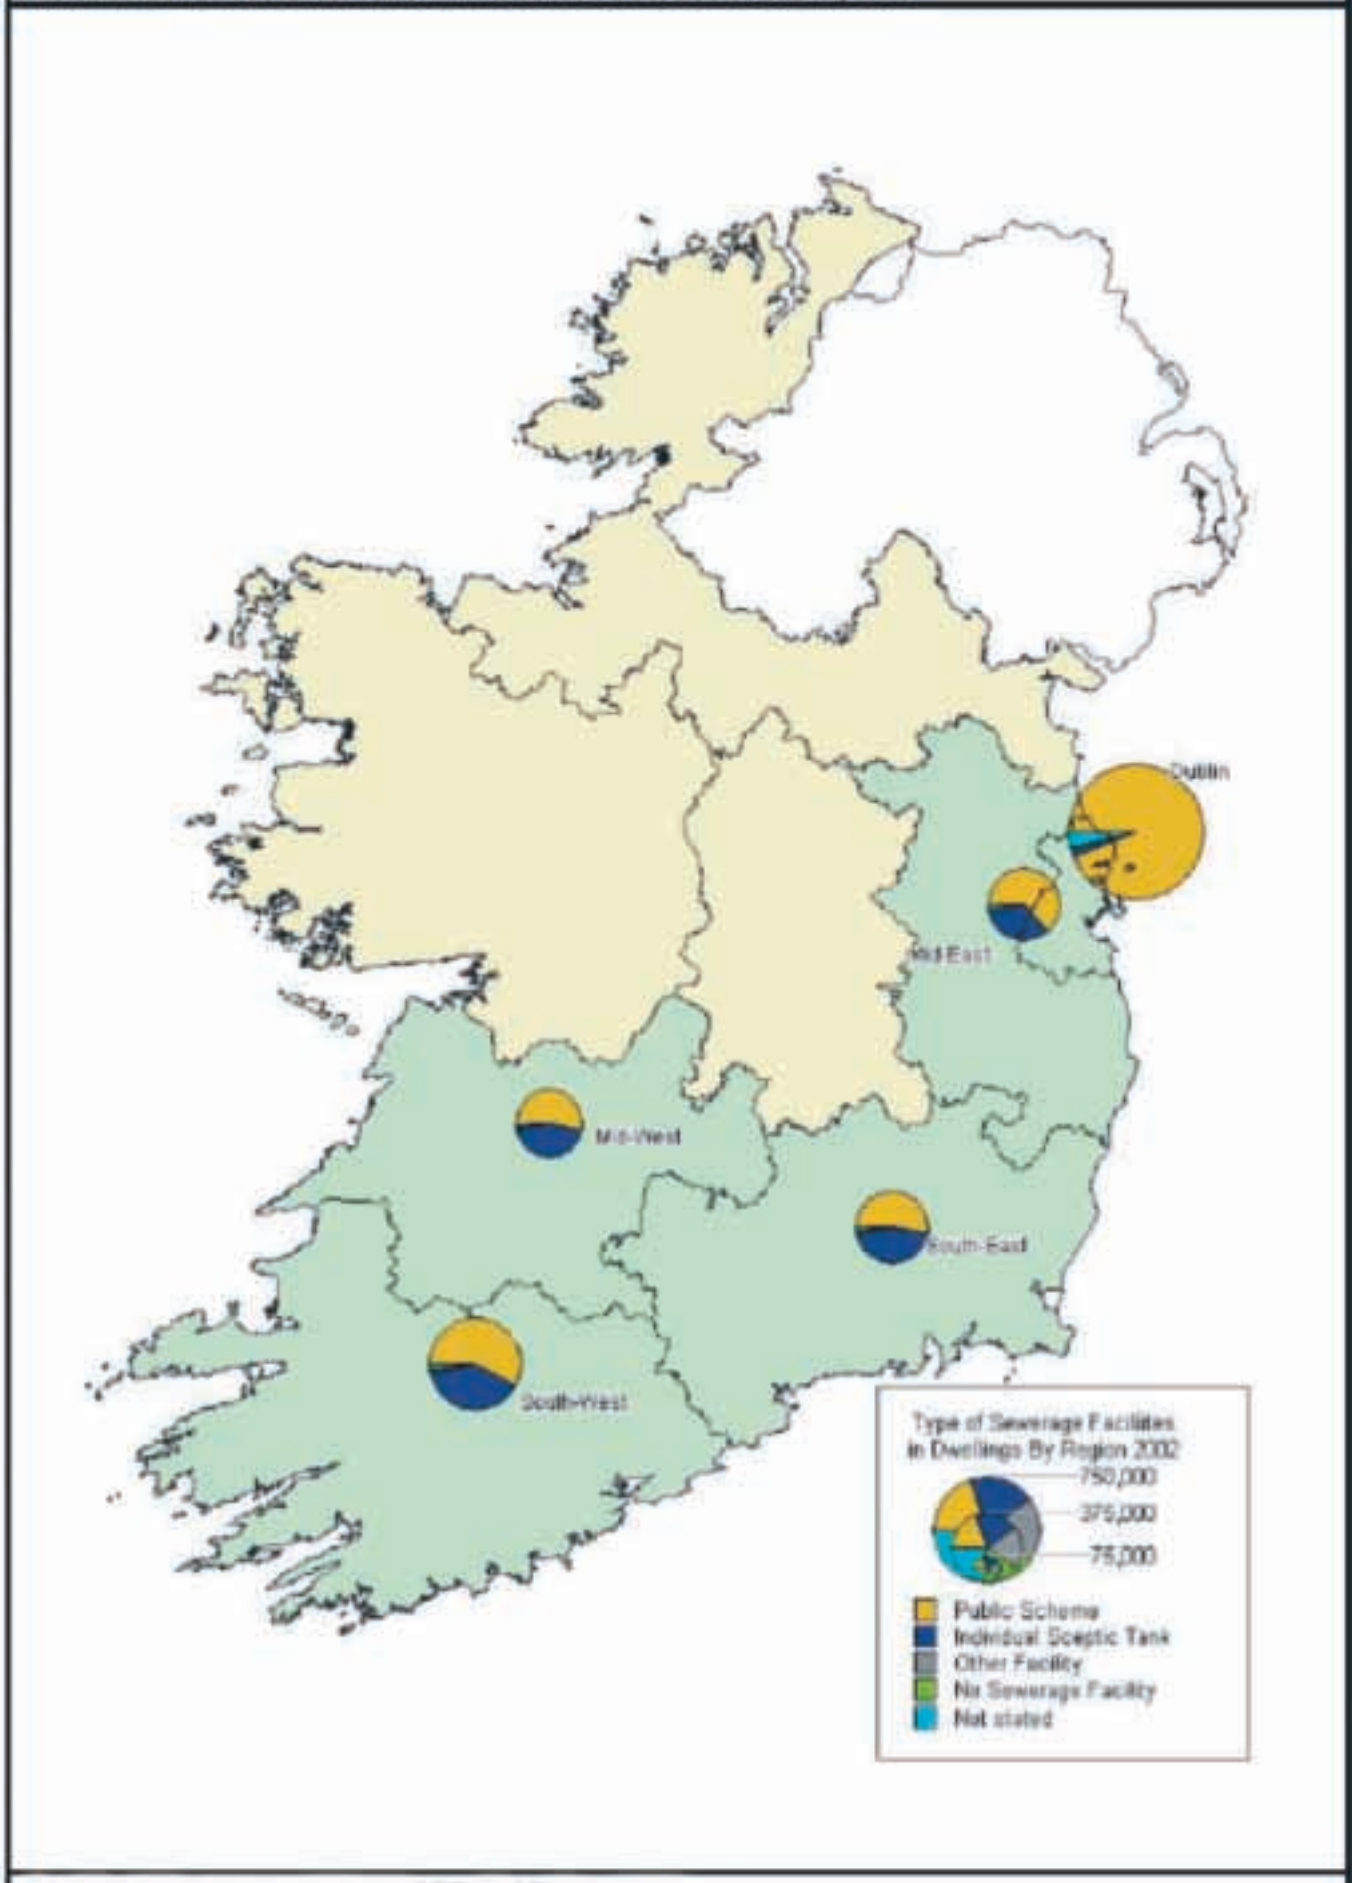 Dublin
Mid-East
Mid-West
South-East
South-West
Type of Sewerage Facilities
in Dwellings By Region 2002
750,000
375,000
75,000
Public Scheme
Individual Sceptic Tank
Other Facility
No Sewerage Facility
Not stated